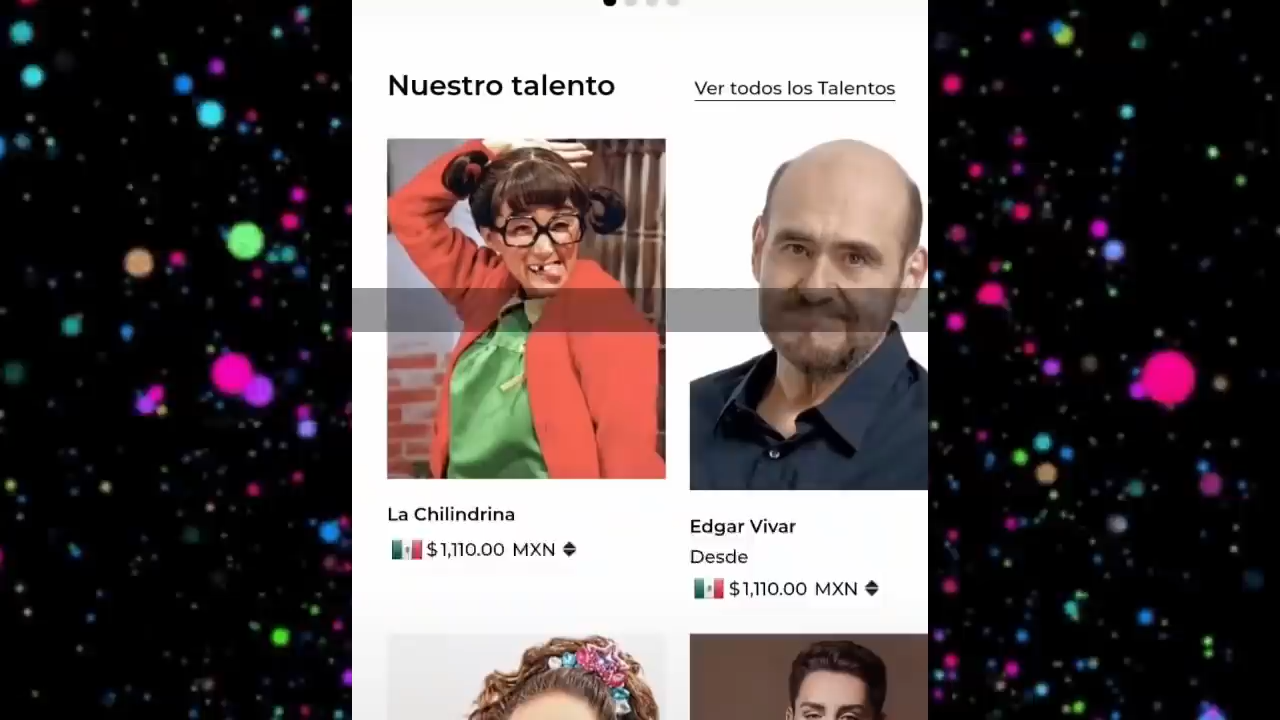 Nuestro talento
Ver todos los Talentos
La Chilindrina
$1,110.00 MXN
Edgar Vivar
Desde
$1,110.00 MXN